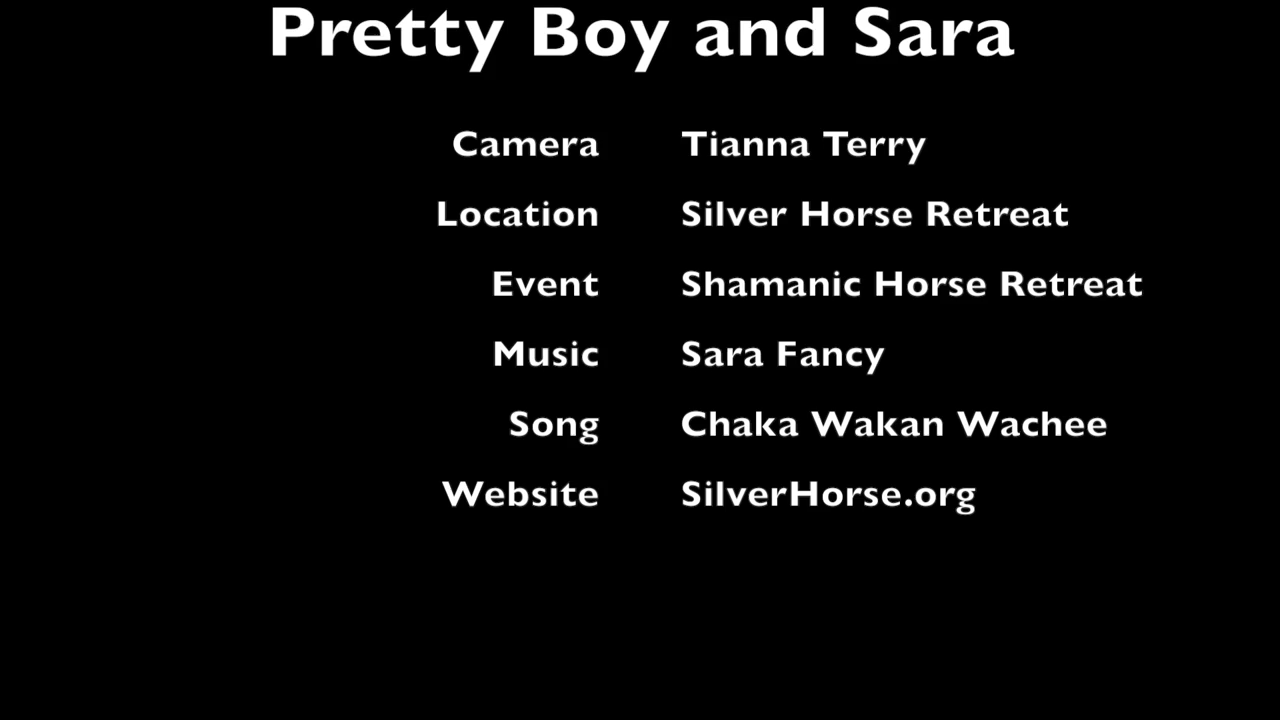 Pretty Boy and Sara
Camera Tianna Terry
Location Silver Horse Retreat
Event Shamanic Horse Retreat
Music Sara Fancy
Song Chaka Wakan Wachee
Website SilverHorse.org